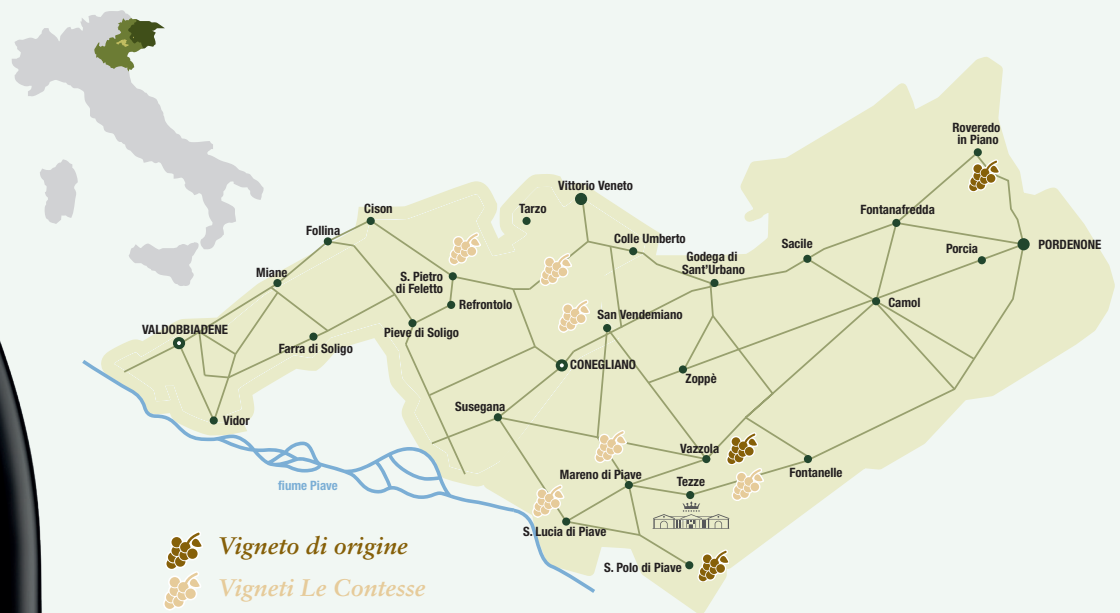 Roveredo
in Piano
Vittorio Veneto
Cison
Tarzo
Fontanafredda
Follina
Colle Umberto
Sacile
Porcia
PORDENONE
Godega di
Sant'Urbano
Miane
S. Pietro
di Feletto
Refrontolo
Camol
San Vendemiano
VALDOBBIADENE
Pieve di Soligo
Farra di Soligo
CONEGLIANO
Zoppè
Susegana
Vidor
Vazzola
Mareno di Piave
Tezze
Fontanelle
fiume Piave
S. Lucia di Piave
S. Polo di Piave
Vigneto di origine
Vigneti Le Contesse